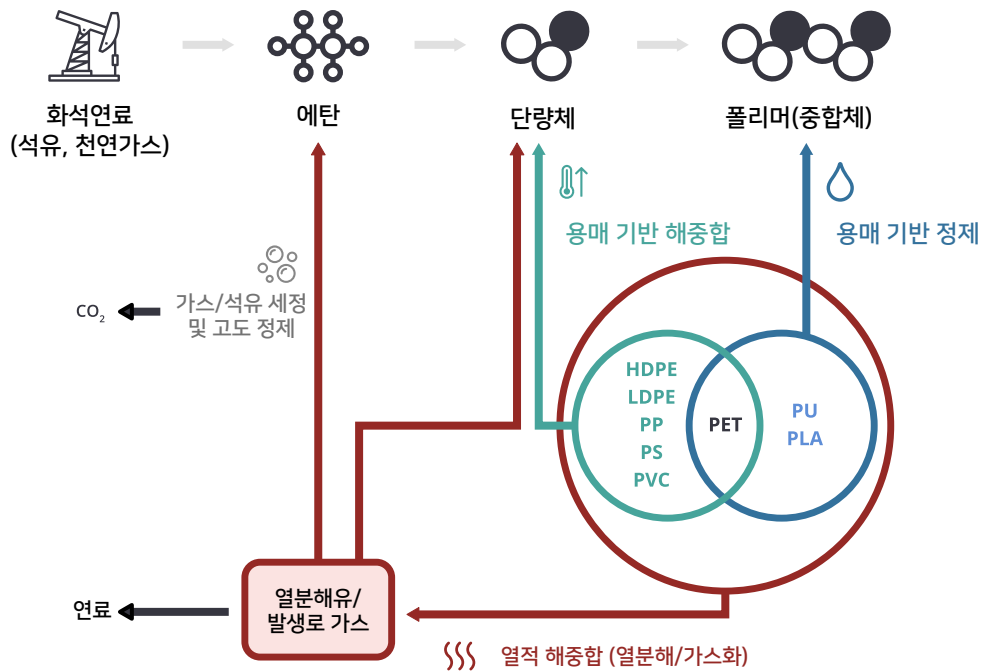 화석연료
(석유, 천연가스)
에탄
단량체
폴리머(중합체)
용매 기반 해중합
용매 기반 정제
가스/석유 세정
및 고도 정제
CO₂
HDPE
LDPE
PP
PS
PVC
PET
PU
PLA
열분해유/
발생로 가스
연료
열적 해중합 (열분해/가스화)